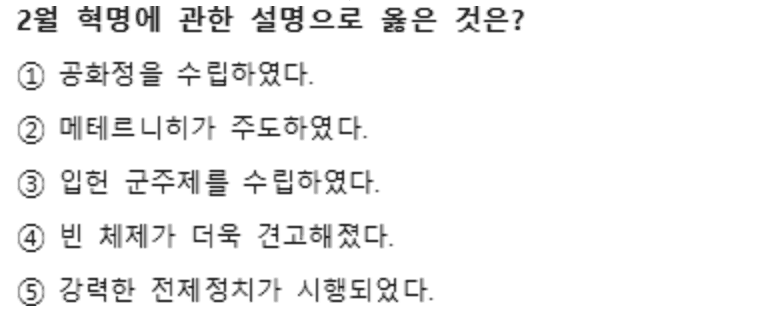 2월 혁명에 관한 설명으로 옳은 것은?
① 공화정을 수립하였다.
② 메테르니히가 주도하였다.
③ 입헌 군주제를 수립하였다.
④ 빈 체제가 더욱 견고해졌다.
⑤ 강력한 전제정치가 시행되었다.